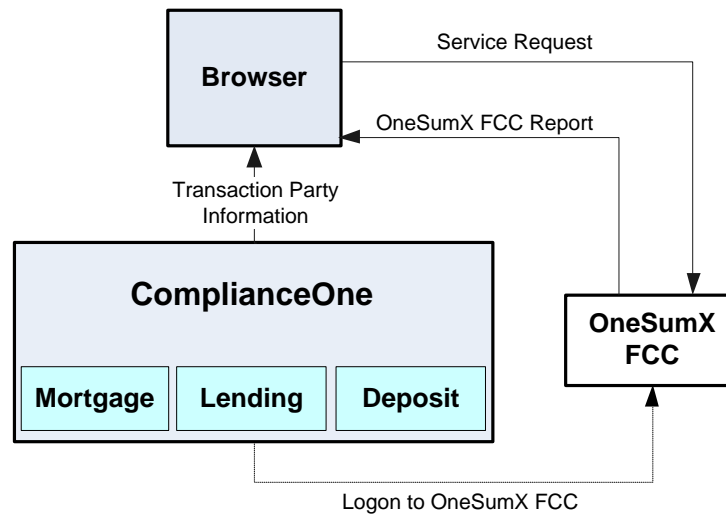 Service Request
Browser
OneSumX FCC Report
Transaction Party
Information
ComplianceOne
OneSumX
FCC
Mortgage
Lending
Deposit
Logon to OneSumX FCC